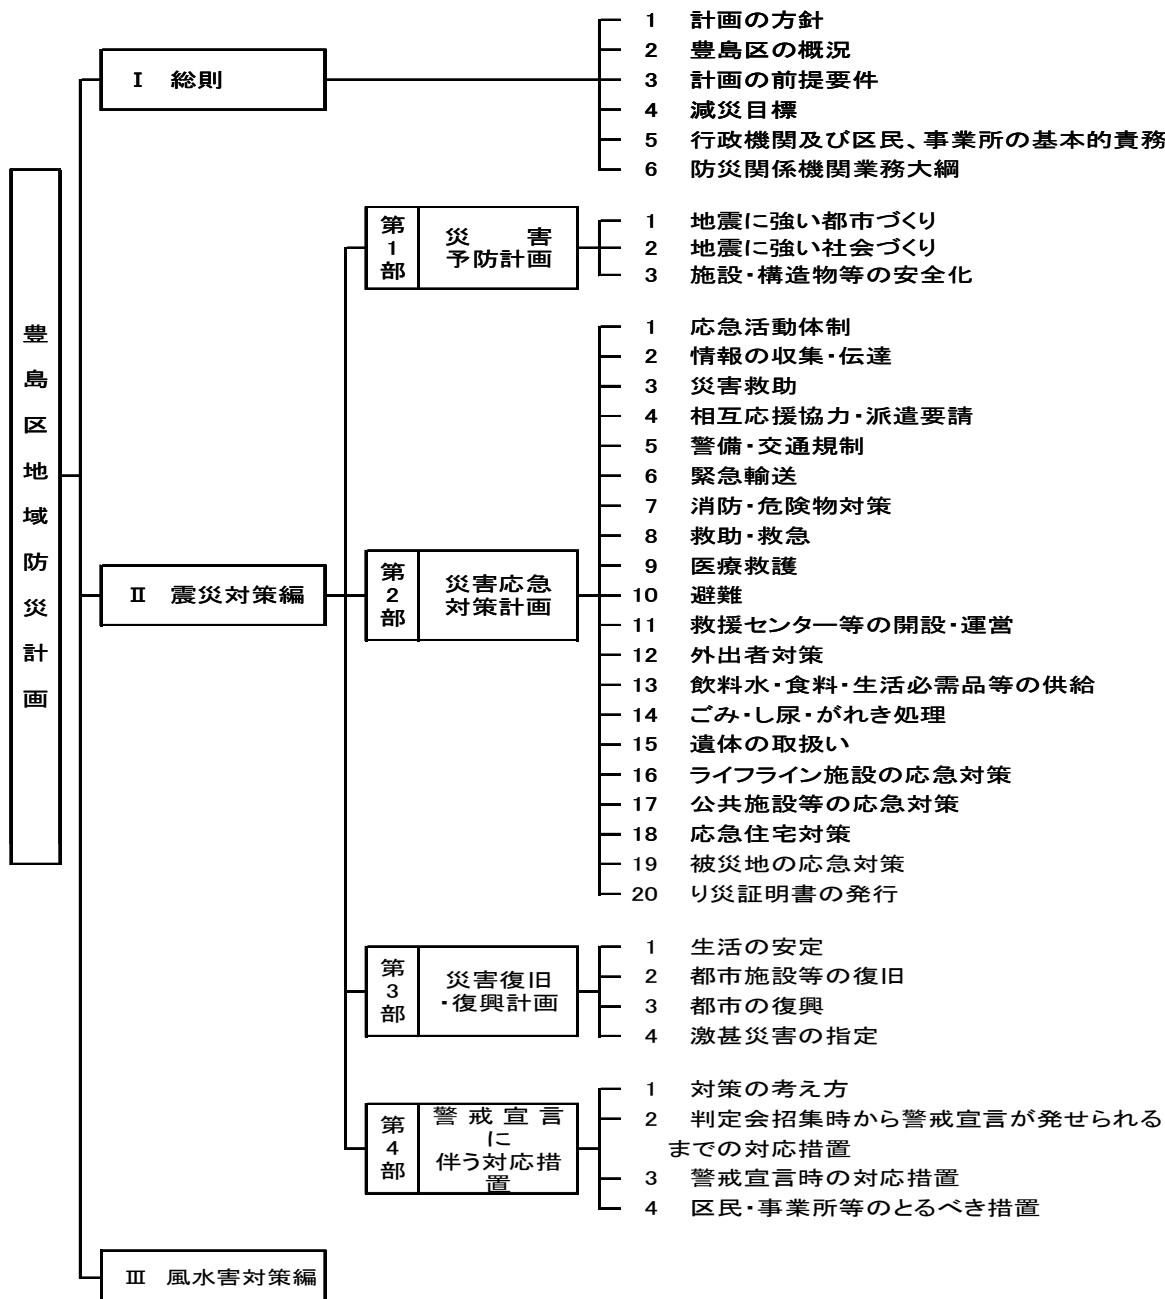 豊島区地域防災計画
Ⅰ 総則
1 計画の方針
2 豊島区の概況
3 計画の前提要件
4 減災目標
5 行政機関及び区民、事業所の基本的責務
6 防災関係機関業務大綱
Ⅱ 震災対策編
第1部
災 害
予防計画
1 地震に強い都市づくり
2 地震に強い社会づくり
3 施設・構造物等の安全化
第2部
災害応急
対策計画
1 応急活動体制
2 情報の収集・伝達
3 災害救助
4 相互応援協力・派遣要請
5 警備・交通規制
6 緊急輸送
7 消防・危険物対策
8 救助・救急
9 医療救護
10 避難
11 救援センター等の開設・運営
12 外出者対策
13 飲料水・食料・生活必需品等の供給
14 ごみ・し尿・がれき処理
15 遺体の取扱い
16 ライフライン施設の応急対策
17 公共施設等の応急対策
18 応急住宅対策
19 被災地の応急対策
20 り災証明書の発行
第3部
災害復旧
・復興計画
1 生活の安定
2 都市施設等の復旧
3 都市の復興
4 激甚災害の指定
第4部
警戒宣言
に
伴う対応措
置
1 対策の考え方
2 判定会招集時から警戒宣言が発せられる
までの対応措置
3 警戒宣言時の対応措置
4 区民・事業所等のとるべき措置
Ⅲ 風水害対策編